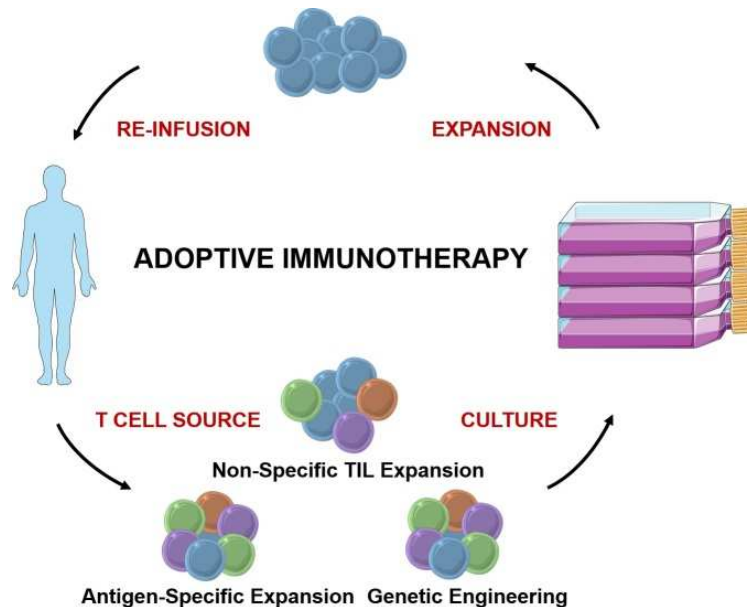 RE-INFUSION
EXPANSION
ADOPTIVE IMMUNOTHERAPY
T CELL SOURCE
CULTURE
Non-Specific TIL Expansion
Antigen-Specific Expansion
Genetic Engineering